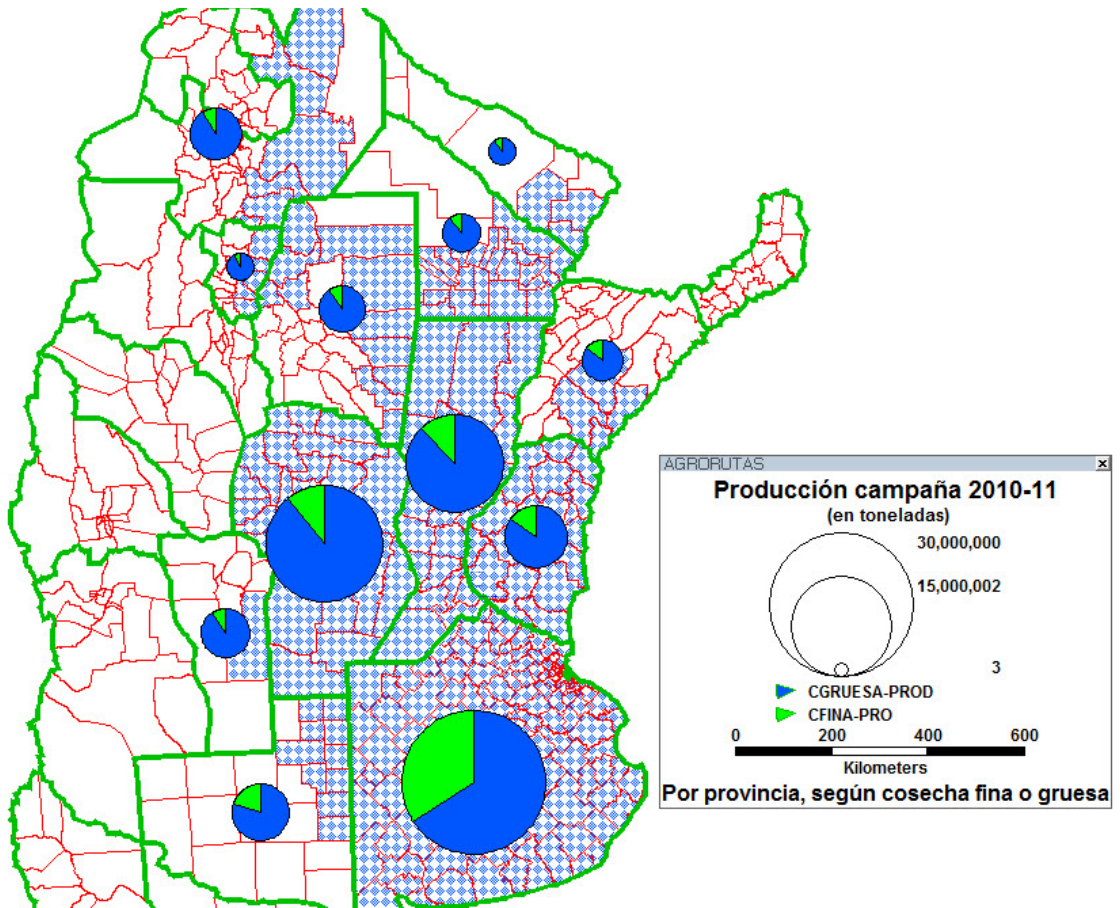 AGRORUTAS
Producción campaña 2010-11
(en toneladas)
30,000,000
15,000,002
3
CGRUESA-PROD
CFINA-PRO
0 200 400 600
Kilometers
Por provincia, según cosecha fina o gruesa